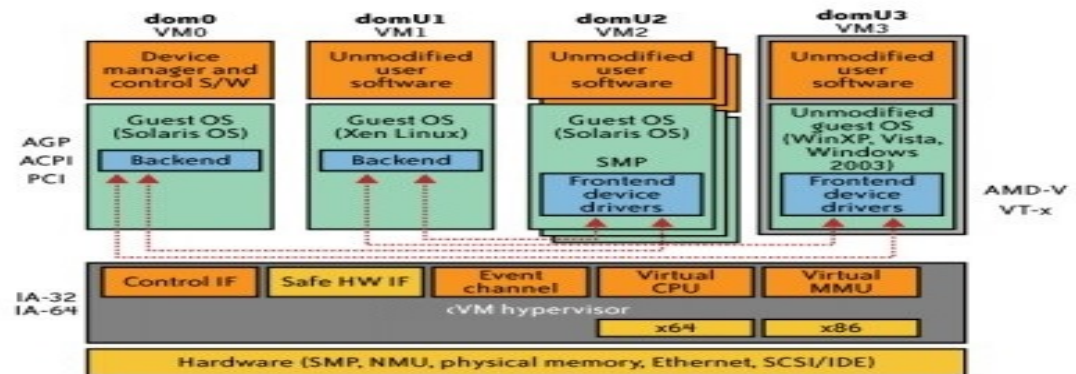 dom0
VM0
domU1
VM1
domU2
VM2
domU3
VM3
Device
manager and
control S/W
Unmodified
user
software
Unmodified
user
software
Unmodified
user
software
AGP
ACPI
PCI
Guest OS
(Solaris OS)
Backend
Guest OS
(Xen Linux)
Backend
Guest OS
(Solaris OS)
SMP
Frontend
device
drivers
Unmodified
guest OS
(WinXP, Vista,
Windows
2003)
Frontend
device
drivers
AMD-V
VT-x
IA-32
IA-64
Control IF
Safe HW IF
Event
channel
Virtual
CPU
Virtual
MMU
xVM hypervisor
x64
x86
Hardware (SMP, NMU, physical memory, Ethernet, SCSI/IDE)